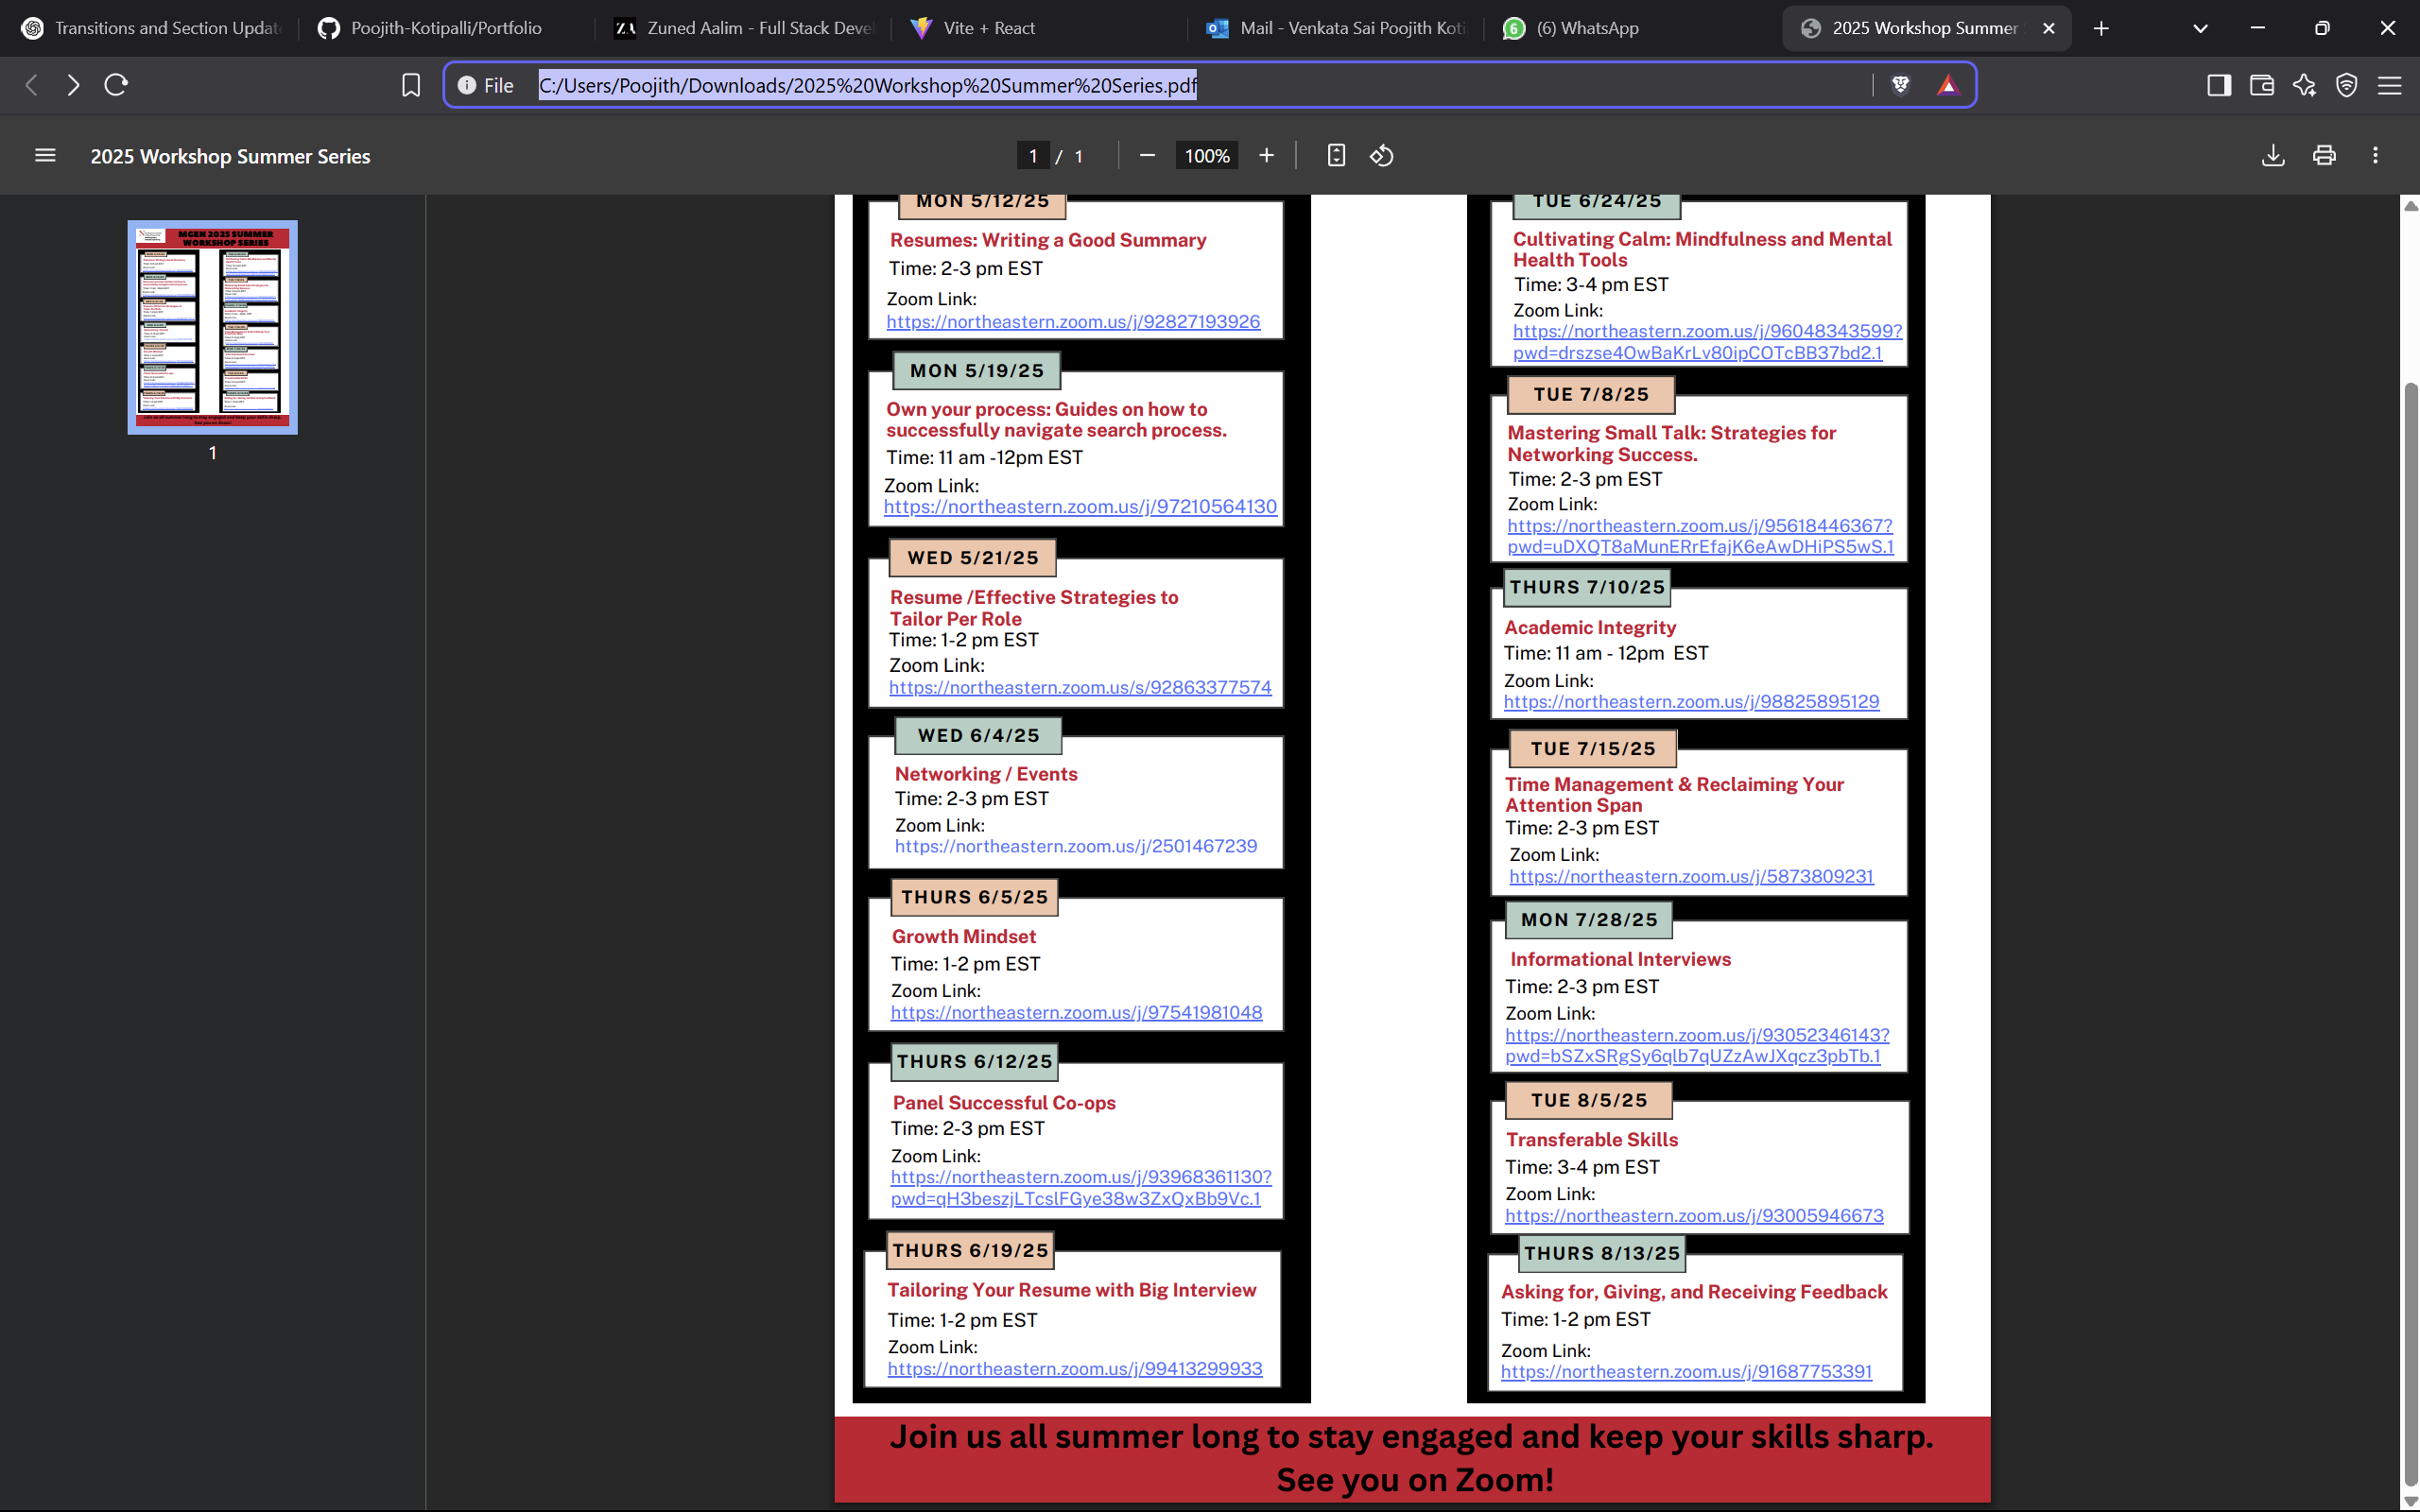 Transitions and Section Updat
Poojith-Kotipalli/Portfolio
Zuned Aalim - Full Stack Deve
Vite + React
Mail - Venkata Sai Poojith Koti
(6) WhatsApp
2025 Workshop Summer
File
C:/Users/Poojith/Downloads/2025%20Workshop%20Summer%20Series.pdf
2025 Workshop Summer Series
1 / 1
100%
MGEN 2025 SUMMER
WORKSHOP SERIES
1
MON 5/12/25
Resumes: Writing a Good Summary
Time: 2-3 pm EST
Zoom Link:
https://northeastern.zoom.us/j/92827193926
MON 5/19/25
Own your process: Guides on how to
successfully navigate search process.
Time: 11 am -12pm EST
Zoom Link:
https://northeastern.zoom.us/j/97210564130
WED 5/21/25
Resume /Effective Strategies to
Tailor Per Role
Time: 1-2 pm EST
Zoom Link:
https://northeastern.zoom.us/s/92863377574
WED 6/4/25
Networking / Events
Time: 2-3 pm EST
Zoom Link:
https://northeastern.zoom.us/j/2501467239
THURS 6/5/25
Growth Mindset
Time: 1-2 pm EST
Zoom Link:
https://northeastern.zoom.us/j/97541981048
THURS 6/12/25
Panel Successful Co-ops
Time: 2-3 pm EST
Zoom Link:
https://northeastern.zoom.us/j/93968361130?
pwd=qH3beszjLTcslFGye38w3ZxQxBb9Vc.1
THURS 6/19/25
Tailoring Your Resume with Big Interview
Time: 1-2 pm EST
Zoom Link:
https://northeastern.zoom.us/j/99413299933
TUE 6/24/25
Cultivating Calm: Mindfulness and Mental
Health Tools
Time: 3-4 pm EST
Zoom Link:
https://northeastern.zoom.us/j/96048343599?
pwd=drszse4OwBaKrLv80ipCOTcBB37bd2.1
TUE 7/8/25
Mastering Small Talk: Strategies for
Networking Success.
Time: 2-3 pm EST
Zoom Link:
https://northeastern.zoom.us/j/95618446367?
pwd=uDXQT8aMunERrEfajK6eAwDHiPS5wS.1
THURS 7/10/25
Academic Integrity
Time: 11 am - 12pm EST
Zoom Link:
https://northeastern.zoom.us/j/98825895129
TUE 7/15/25
Time Management & Reclaiming Your
Attention Span
Time: 2-3 pm EST
Zoom Link:
https://northeastern.zoom.us/j/5873809231
MON 7/28/25
Informational Interviews
Time: 2-3 pm EST
Zoom Link:
https://northeastern.zoom.us/j/93052346143?
pwd=bSZxSRgSy6qlb7qUZzAwJXqcz3pbTb.1
TUE 8/5/25
Transferable Skills
Time: 3-4 pm EST
Zoom Link:
https://northeastern.zoom.us/j/93005946673
THURS 8/13/25
Asking for, Giving, and Receiving Feedback
Time: 1-2 pm EST
Zoom Link:
https://northeastern.zoom.us/j/91687753391
Join us all summer long to stay engaged and keep your skills sharp.
See you on Zoom!